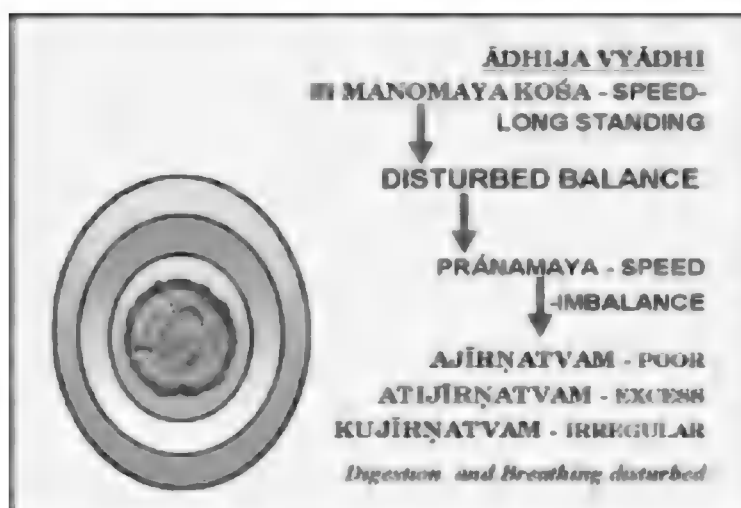 ĀDHIJA VYĀDHI
MANOMAYA KOŚA - SPEED-
LONG STANDING
DISTURBED BALANCE
PRÁNAMAYA - SPEED
-IMBALANCE
AJĪRṆATVAM - POOR
ATIJĪRṆATVAM - EXCESS
KUJĪRṆATVAM - IRREGULAR
Digestion and Breathing disturbed